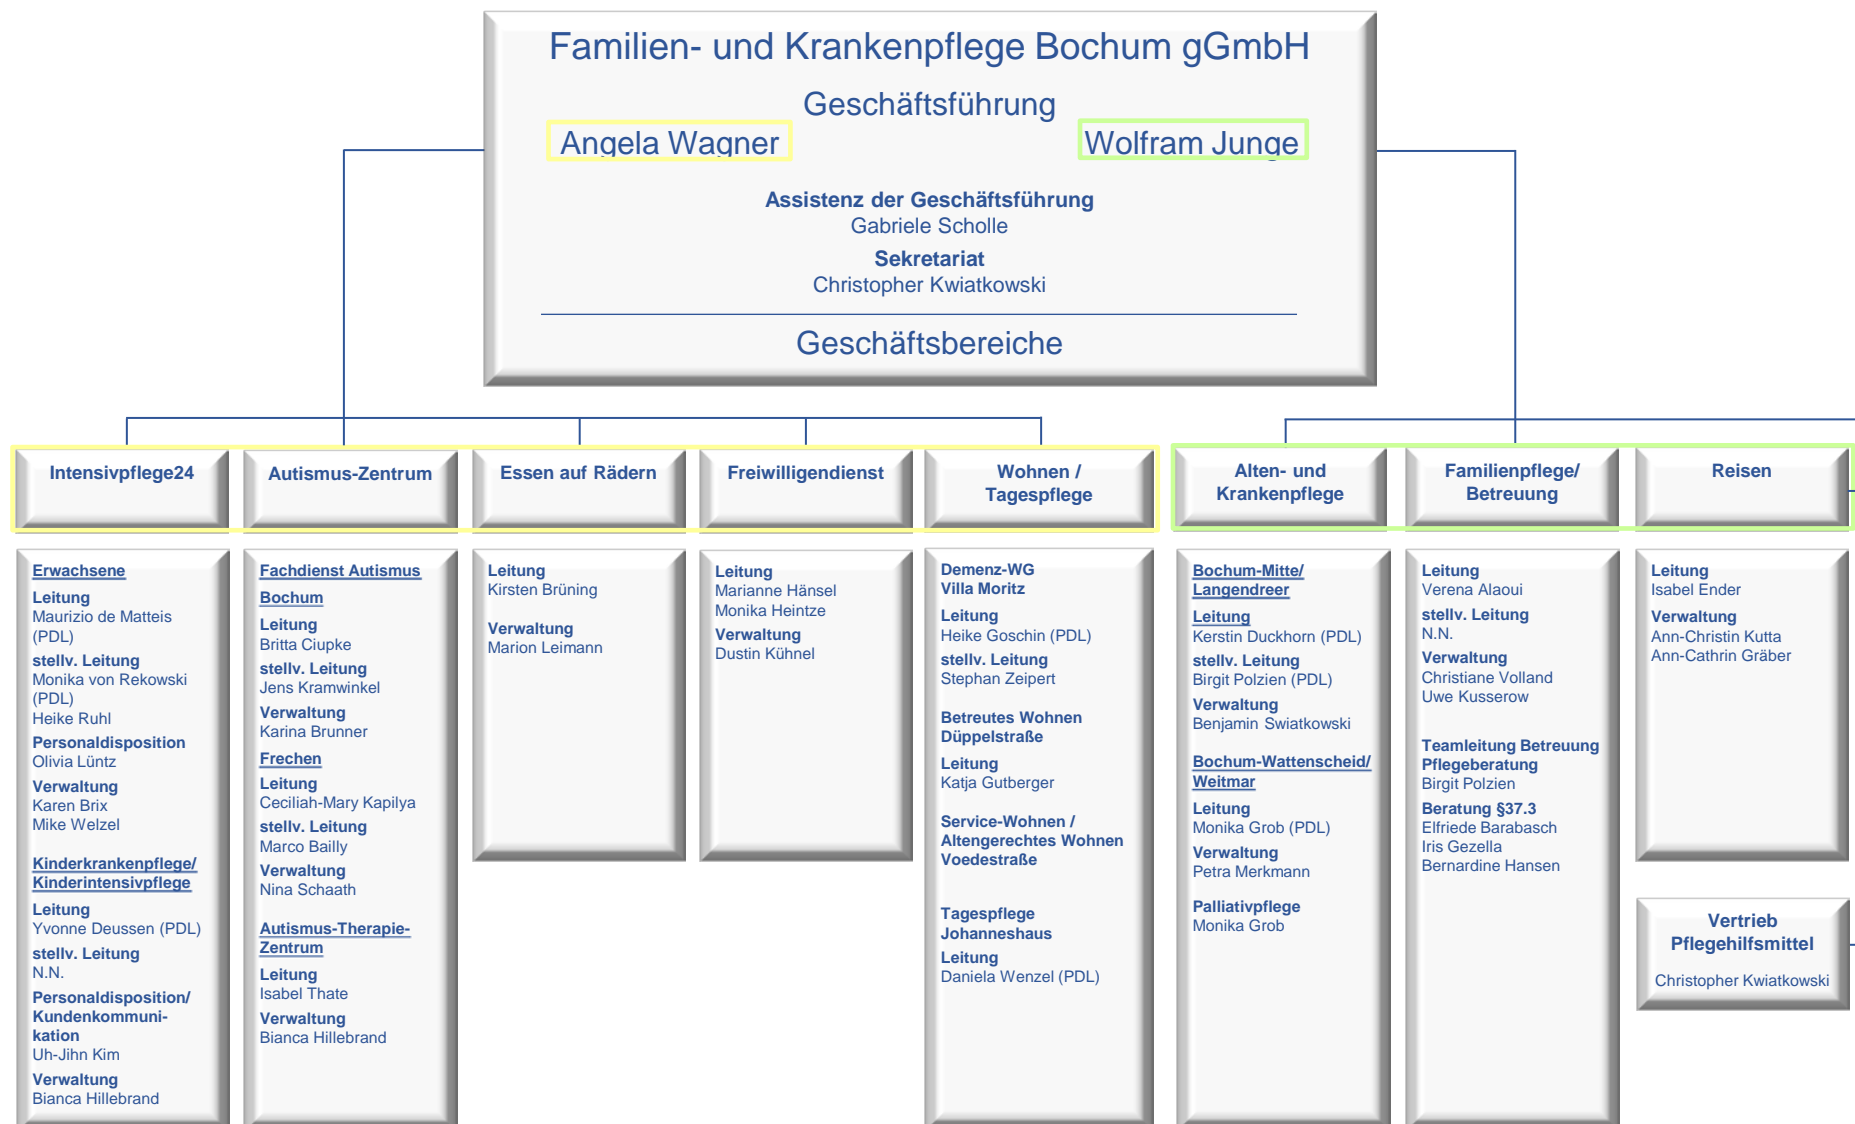 Familien- und Krankenpflege Bochum gGmbH
Geschäftsführung
Angela Wagner
Wolfram Junge
Assistenz der Geschäftsführung
Gabriele Scholle
Sekretariat
Christopher Kwiatkowski
Geschäftsbereiche
Intensivpflege24
Autismus-Zentrum
Essen auf Rädern
Freiwilligendienst
Wohnen /
Tagespflege
Alten- und
Krankenpflege
Familienpflege/
Betreuung
Reisen
Erwachsene
Leitung
Maurizio de Matteis
(PDL)
stellv. Leitung
Monika von Rekowski
(PDL)
Heike Ruhl
Personaldisposition
Olivia Lüntz
Verwaltung
Karen Brix
Mike Welzel
Kinderkrankenpflege/
Kinderintensivpflege
Leitung
Yvonne Deussen (PDL)
stellv. Leitung
N.N.
Personaldisposition/
Kundenkommuni-
kation
Uh-Jihn Kim
Verwaltung
Bianca Hillebrand
Fachdienst Autismus
Bochum
Leitung
Britta Ciupke
stellv. Leitung
Jens Kramwinkel
Verwaltung
Karina Brunner
Frechen
Leitung
Ceciliah-Mary Kapilya
stellv. Leitung
Marco Bailly
Verwaltung
Nina Schaath
Autismus-Therapie-
Zentrum
Leitung
Isabel Thate
Verwaltung
Bianca Hillebrand
Leitung
Kirsten Brüning
Verwaltung
Marion Leimann
Leitung
Marianne Hänsel
Monika Heintze
Verwaltung
Dustin Kühnel
Demenz-WG
Villa Moritz
Leitung
Heike Goschin (PDL)
stellv. Leitung
Stephan Zeipert
Betreutes Wohnen
Düppelstraße
Leitung
Katja Gutberger
Service-Wohnen /
Altengerechtes Wohnen
Voedestraße
Tagespflege
Johanneshaus
Leitung
Daniela Wenzel (PDL)
Bochum-Mitte/
Langendreer
Leitung
Kerstin Duckhorn (PDL)
stellv. Leitung
Birgit Polzien (PDL)
Verwaltung
Benjamin Swiatkowski
Bochum-Wattenscheid/
Weitmar
Leitung
Monika Grob (PDL)
Verwaltung
Petra Merkmann
Palliativpflege
Monika Grob
Leitung
Verena Alaoui
stellv. Leitung
N.N.
Verwaltung
Christiane Volland
Uwe Kusserow
Teamleitung Betreuung
Pflegeberatung
Birgit Polzien
Beratung §37.3
Elfriede Barabasch
Iris Gezella
Bernardine Hansen
Leitung
Isabel Ender
Verwaltung
Ann-Christin Kutta
Ann-Cathrin Gräber
Vertrieb
Pflegehilfsmittel
Christopher Kwiatkowski